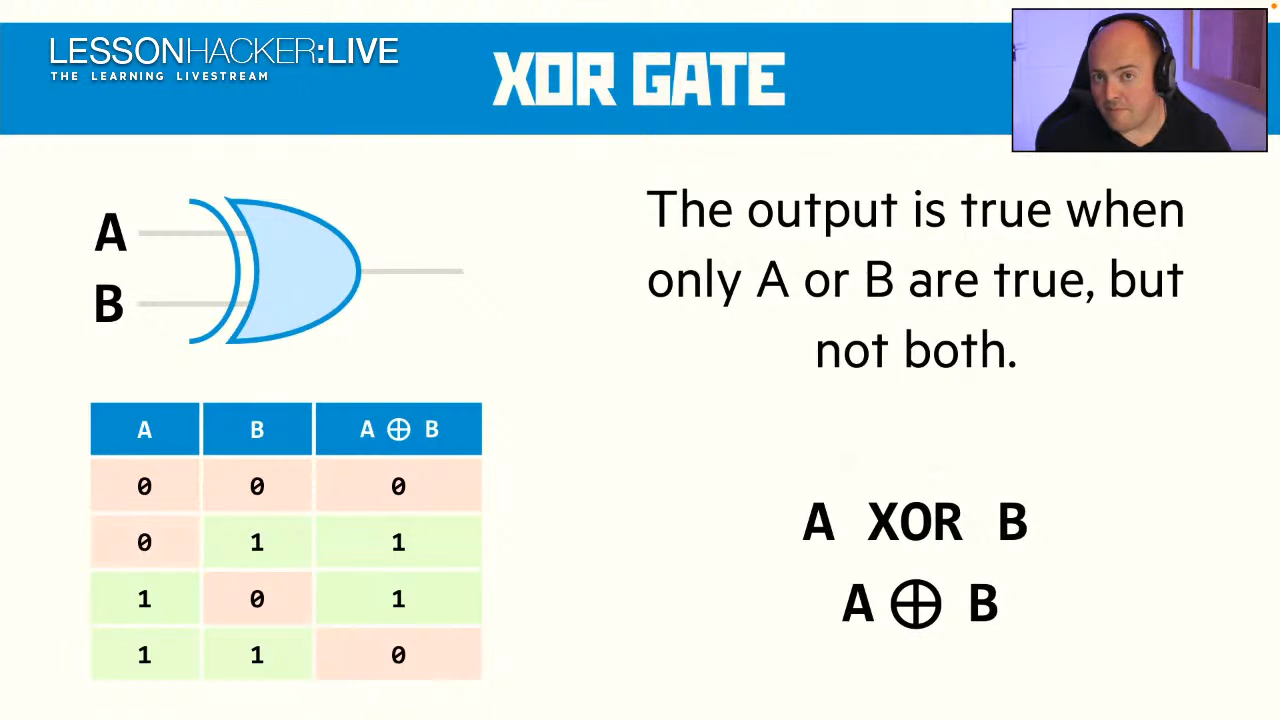 LESSONHACKER:LIVE
THE LEARNING LIVESTREAM
XOR GATE
A
B
The output is true when
only A or B are true, but
not both.
A B A ⊕ B
0 0 0
0 1 1
1 0 1
1 1 0
A XOR B
A ⊕ B